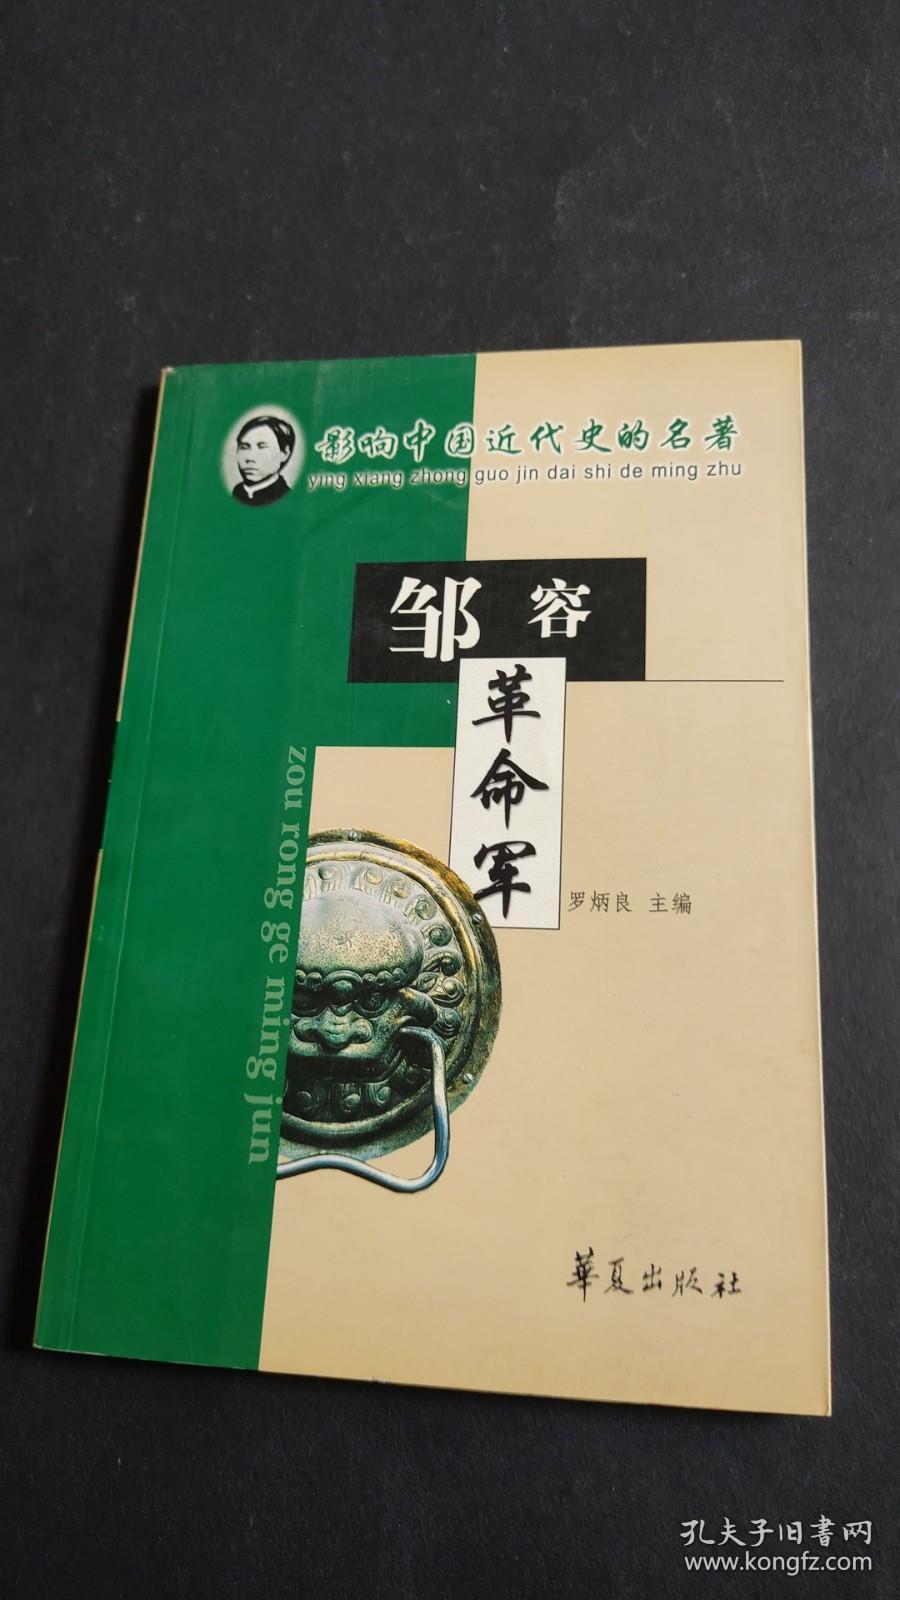 影响中国近代史的名著
ying xiang zhong guo jin dai shi de ming zhu
邹容
革命军
zou rong ge ming jun
罗炳良 主编
華夏出版社
孔夫子旧書网
www.kongfz.com